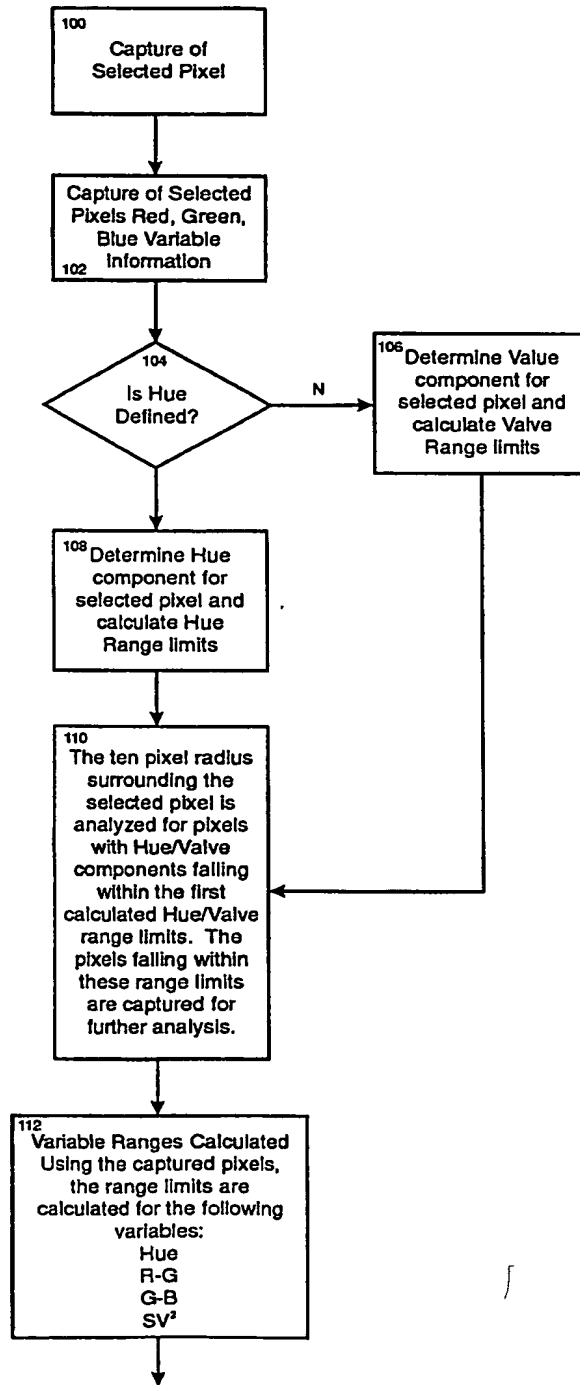 100
Capture of
Selected Pixel
Capture of Selected
Pixels Red, Green,
Blue Variable
Information
102
104
Is Hue
Defined?
N
106 Determine Value
component for
selected pixel and
calculate Valve
Range limits
108 Determine Hue
component for
selected pixel and
calculate Hue
Range limits
110
The ten pixel radius
surrounding the
selected pixel is
analyzed for pixels
with Hue/Valve
components falling
within the first
calculated Hue/Valve
range limits. The
pixels falling within
these range limits
are captured for
further analysis.
112
Variable Ranges Calculated
Using the captured pixels,
the range limits are
calculated for the following
variables:
Hue
R-G
G-B
SV²